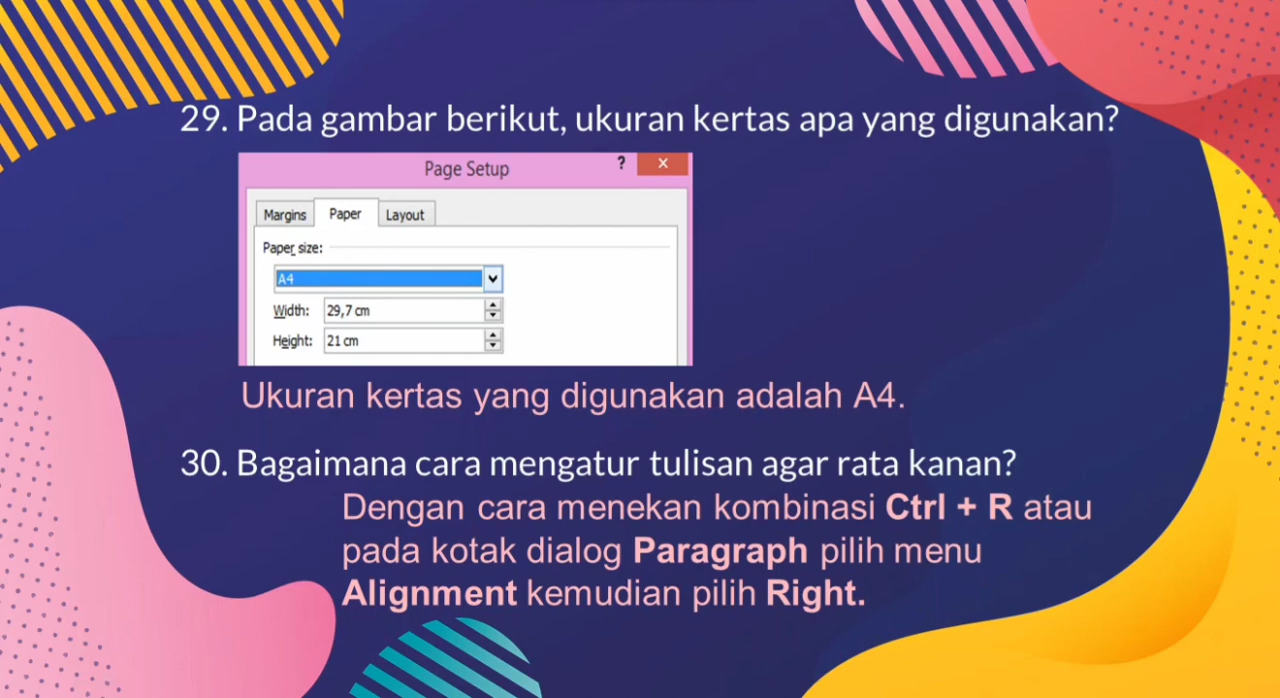 29. Pada gambar berikut, ukuran kertas apa yang digunakan?
Page Setup ? x
Margins Paper Layout
Paper size:
A4
Width: 29,7 cm
Height: 21 cm
Ukuran kertas yang digunakan adalah A4.
30. Bagaimana cara mengatur tulisan agar rata kanan?
Dengan cara menekan kombinasi Ctrl + R atau
pada kotak dialog Paragraph pilih menu
Alignment kemudian pilih Right.